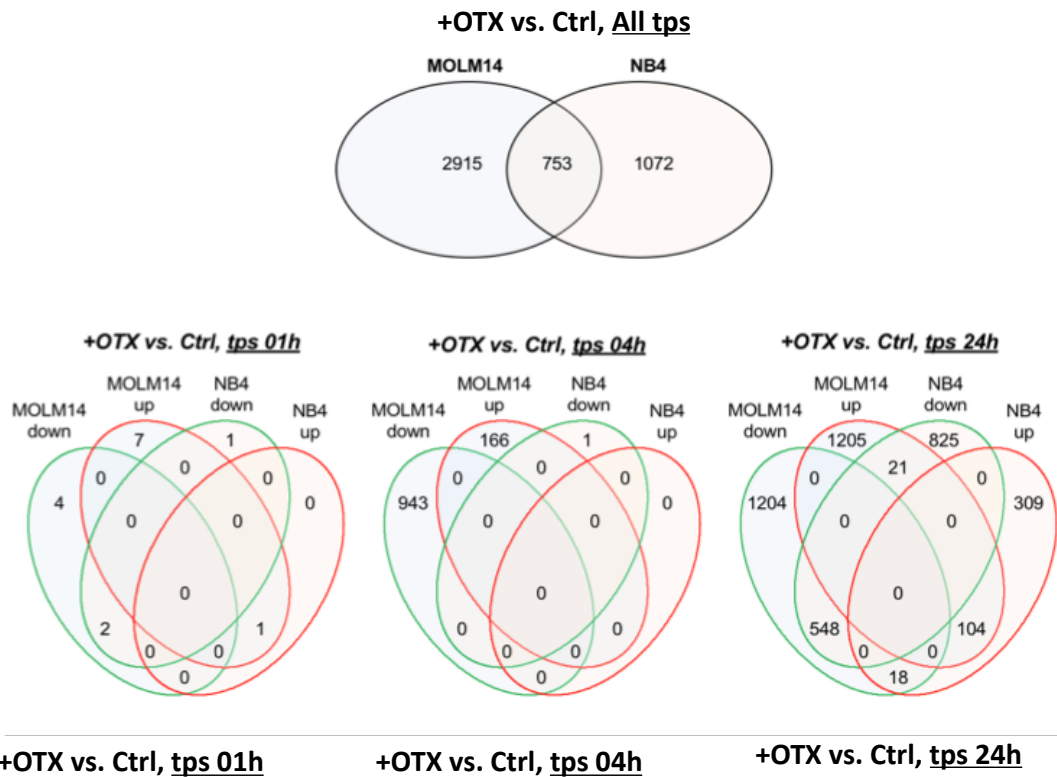 +OTX vs. Ctrl, All tps
MOLM14 NB4
2915 753 1072
+OTX vs. Ctrl, tps 01h
MOLM14 down
MOLM14 up
NB4 down
NB4 up
7 1
0
0 0
4 0
0 0
0
2 1
0 0
0
+OTX vs. Ctrl, tps 04h
MOLM14 down
MOLM14 up
NB4 down
NB4 up
166 1
0
0 0
943 0
0 0
0
0 0
0 0
0
+OTX vs. Ctrl, tps 24h
MOLM14 down
MOLM14 up
NB4 down
NB4 up
1205 825
21
0 0
1204 309
0 0
0
548 104
0 0
18
+OTX vs. Ctrl, tps 01h
+OTX vs. Ctrl, tps 04h
+OTX vs. Ctrl, tps 24h